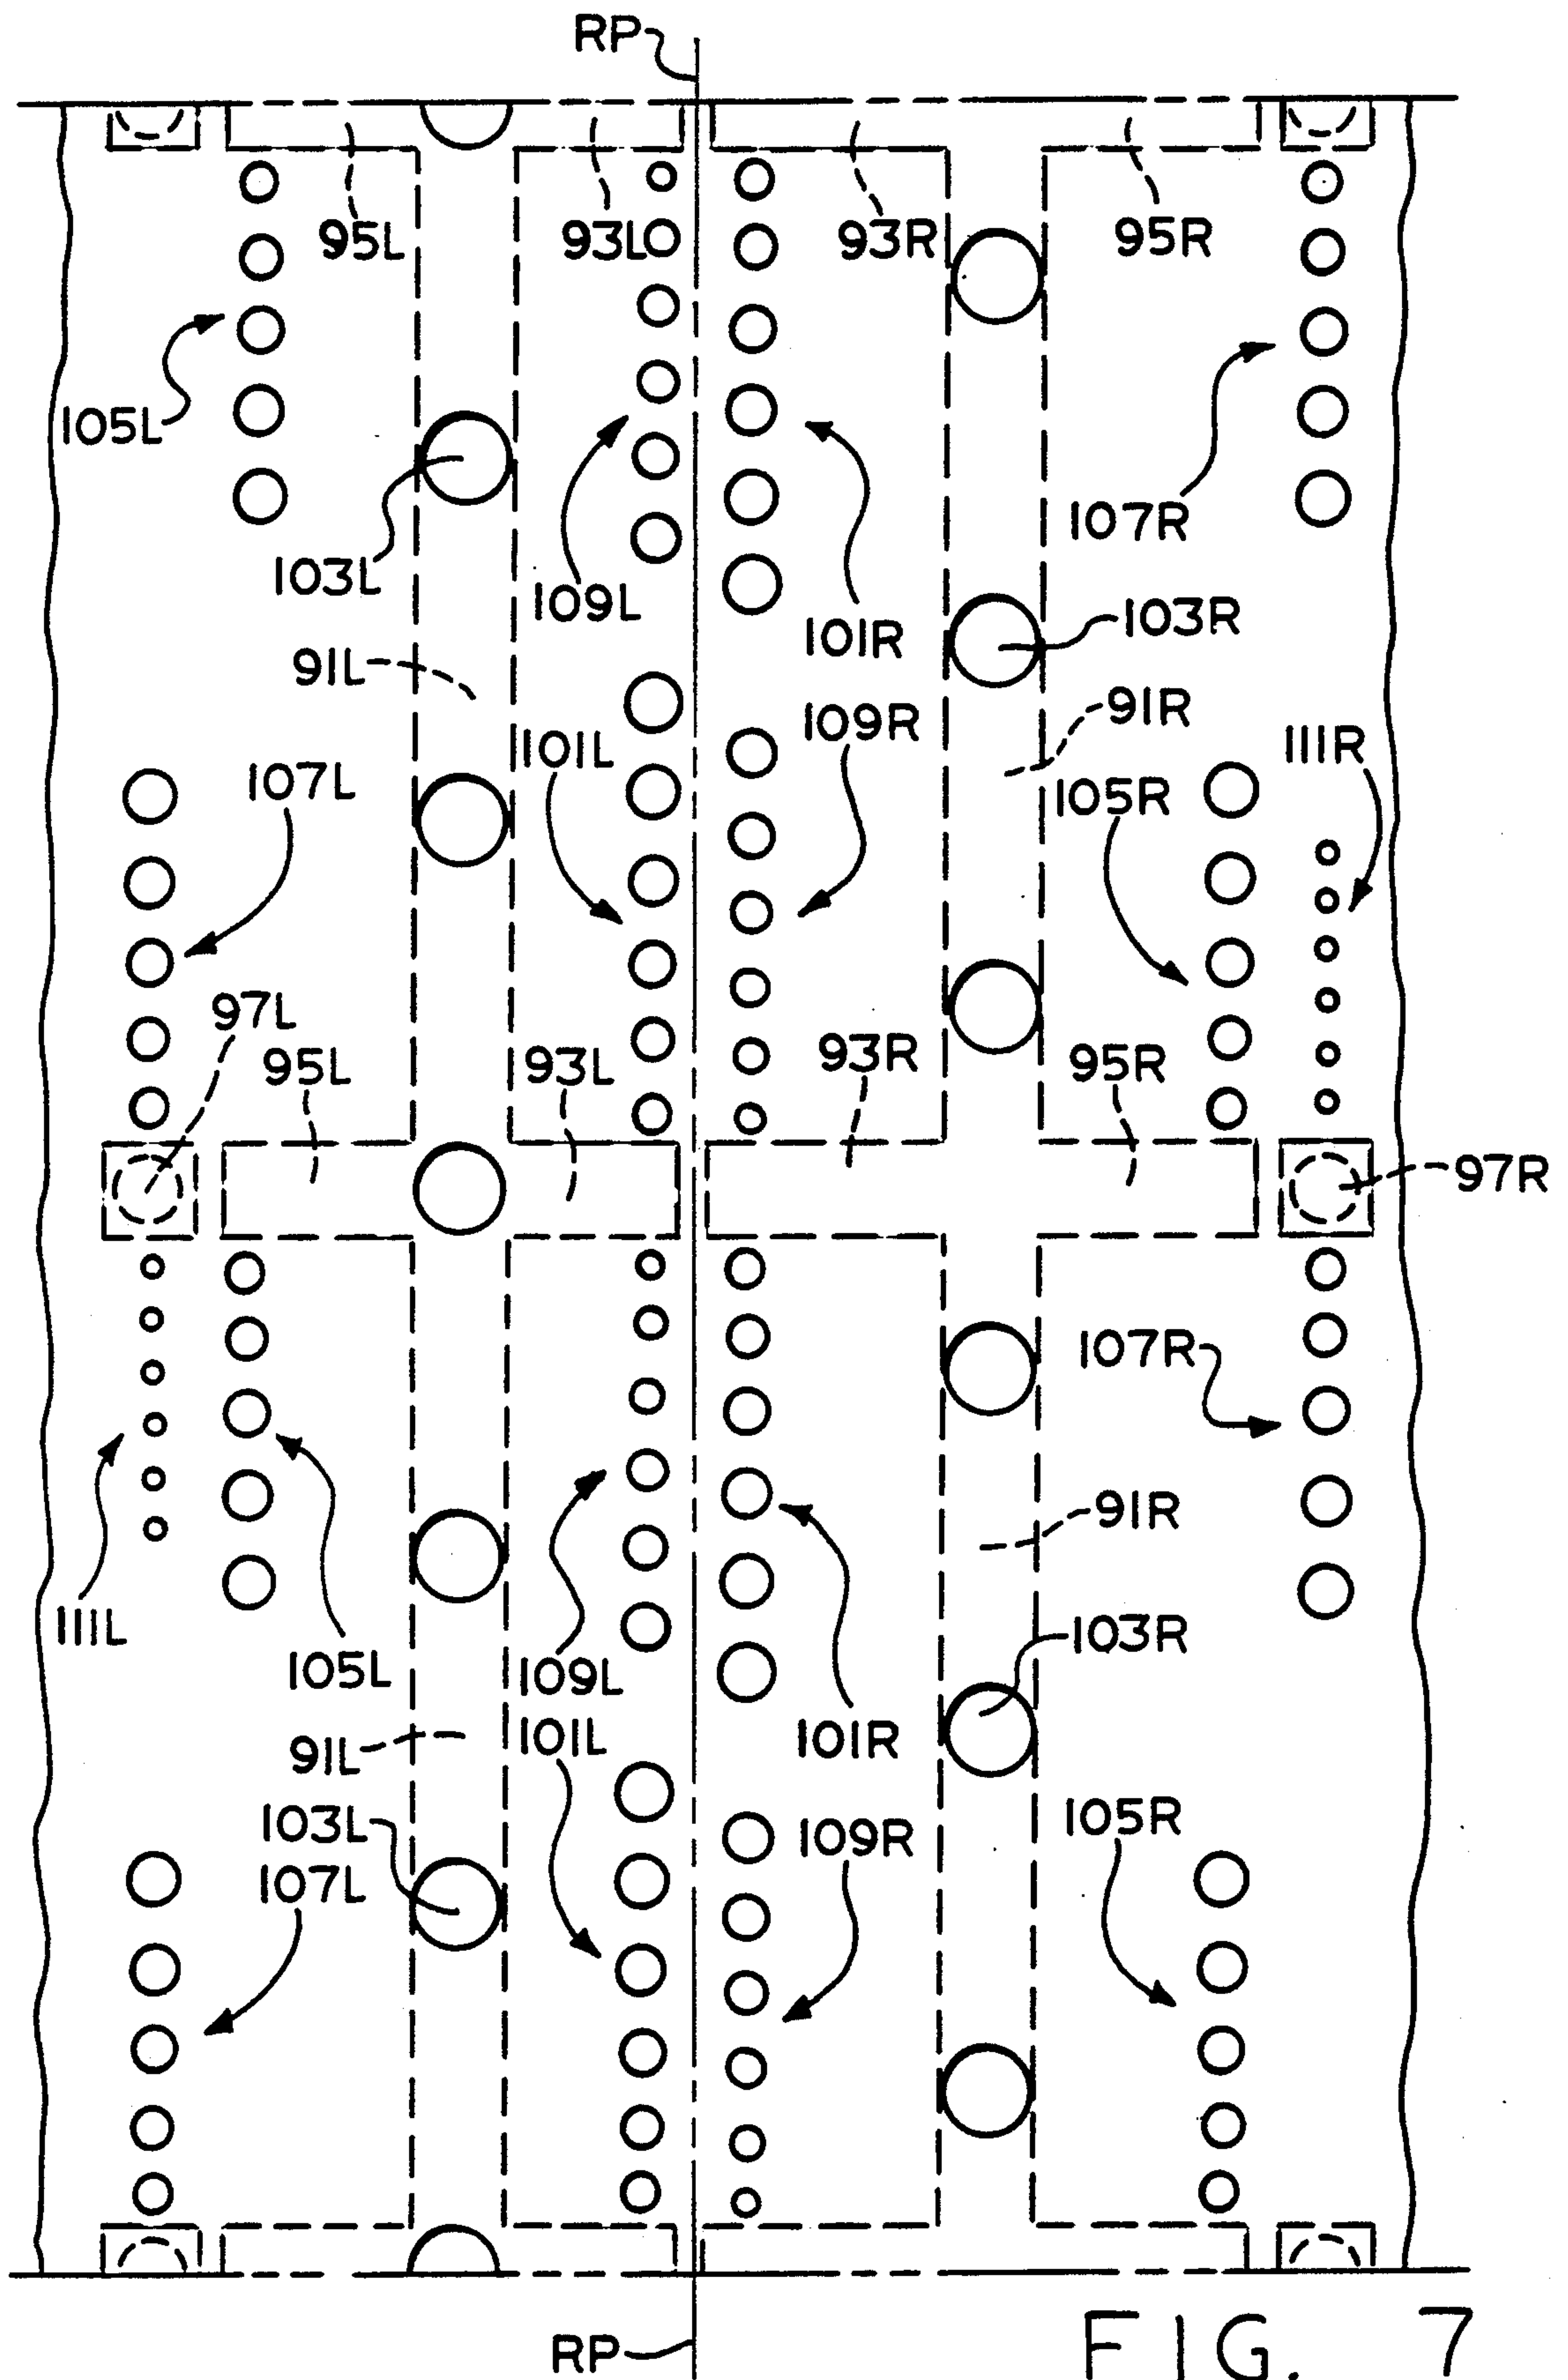 RP
95L 93L 93R 95R
105L
107R
103L 109L 101R 103R
91L 91R
101L 109R 111R
107L 105R
97L
95L 93L 93R 95R
97R
107R
91R
111L 105L 109L 103R
91L 101L 101R
103L 109R 105R
107L
RP
FIG. 7